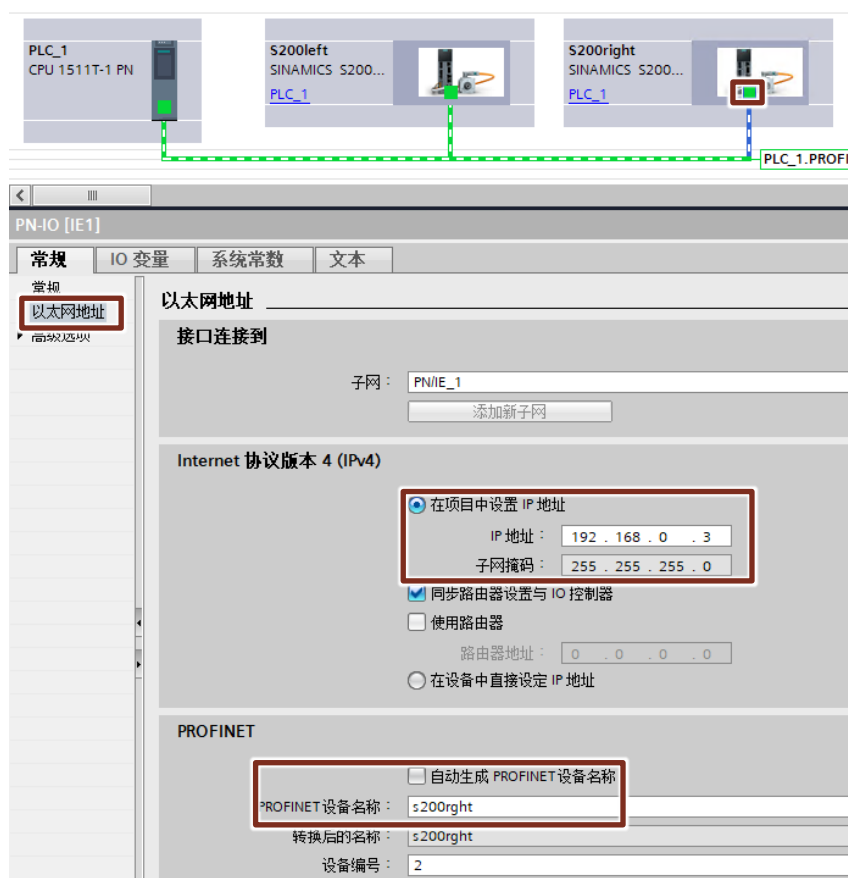 PLC_1
CPU 1511T-1 PN
S200left
SINAMICS S200...
PLC_1
S200right
SINAMICS S200...
PLC_1
PLC_1.PROFI
PN-IO [IE1]
常规 IO 变量 系统常数 文本
常规
以太网地址
高级选项
以太网地址
接口连接到
子网： PN/IE_1
添加新子网
Internet 协议版本 4 (IPv4)
在项目中设置 IP 地址
IP 地址： 192 . 168 . 0 . 3
子网掩码： 255 . 255 . 255 . 0
同步路由器设置与 IO 控制器
使用路由器
路由器地址： 0 . 0 . 0 . 0
在设备中直接设定 IP 地址
PROFINET
自动生成 PROFINET设备名称
PROFINET设备名称： s200rght
转换后的名称： s200rght
设备编号： 2